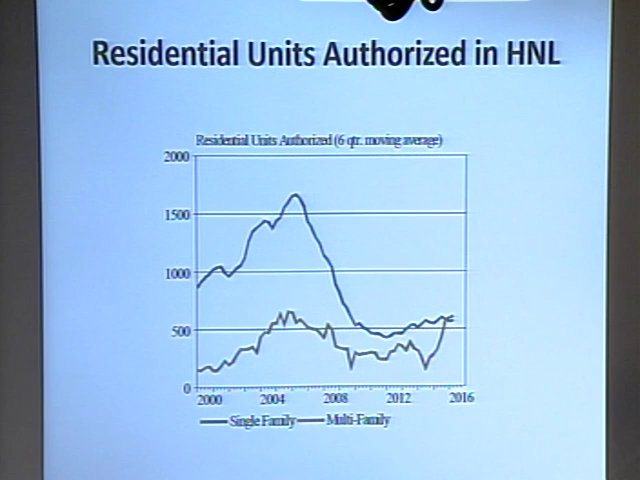 Residential Units Authorized in HNL
Residential Units Authorized (6 qtr. moving average)
2000
1500
1000
500
0
2000 2004 2008 2012 2016
Single Family Multi-Family